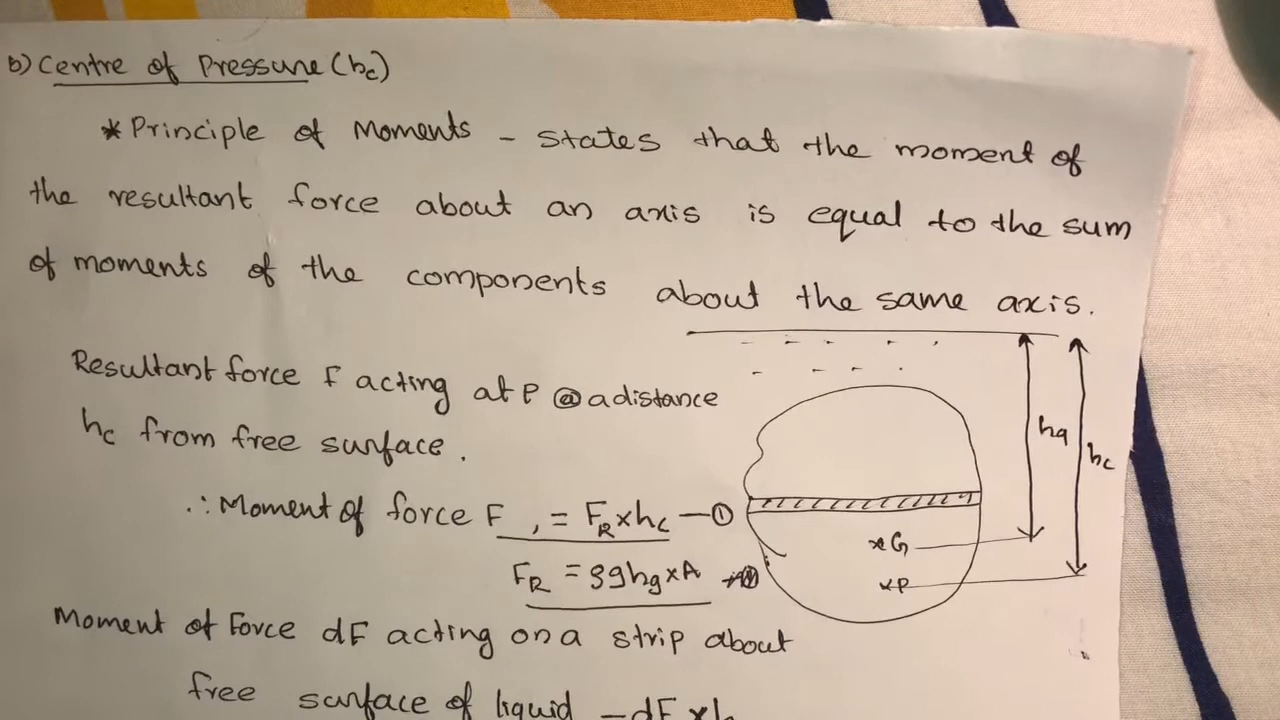 b) Centre of Pressure (hc)
* Principle of Moments - states that the moment of
the resultant force about an axis is equal to the sum
of moments of the components about the same axis.
Resultant force F acting at P @ a distance
hc from free surface.
∴ Moment of force F, = FR × hc — ①
FR = ρghg × A
Moment of Force dF acting on a strip about
free surface of liquid = dF × h
hg
hc
×G
×P